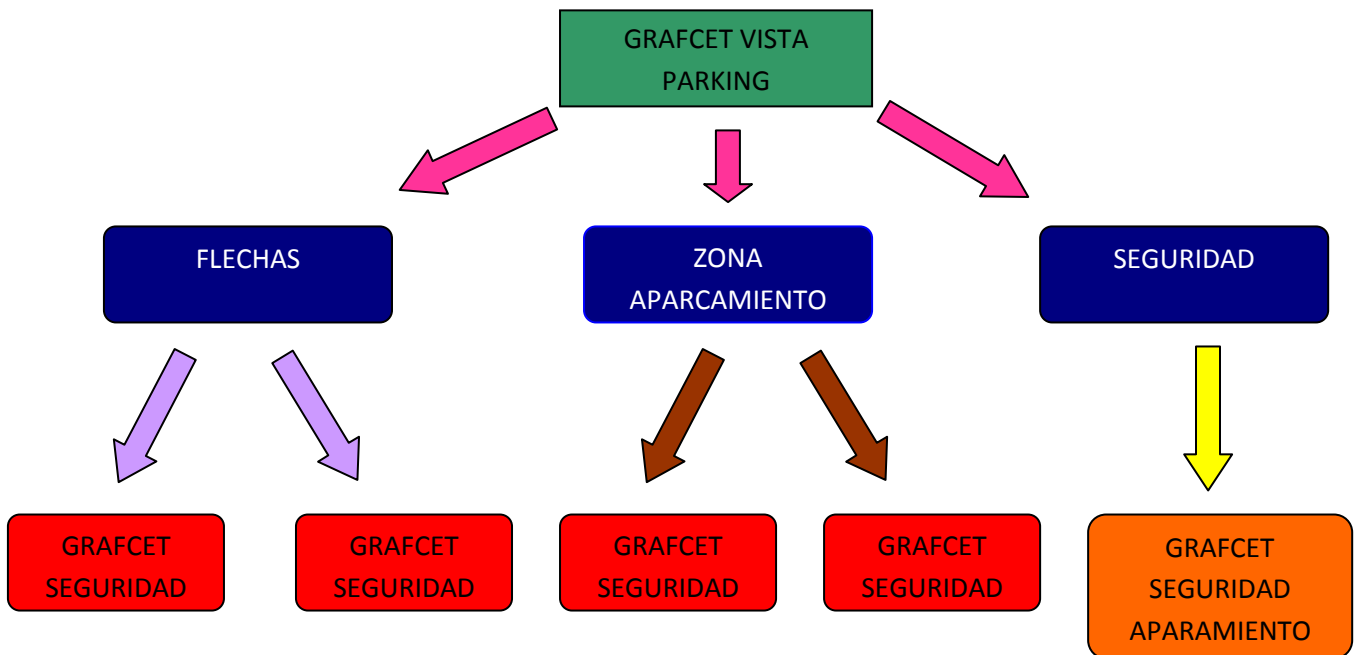 GRAFCET VISTA
PARKING
FLECHAS
ZONA
APARCAMIENTO
SEGURIDAD
GRAFCET
SEGURIDAD
GRAFCET
SEGURIDAD
GRAFCET
SEGURIDAD
GRAFCET
SEGURIDAD
GRAFCET
SEGURIDAD
APARAMIENTO